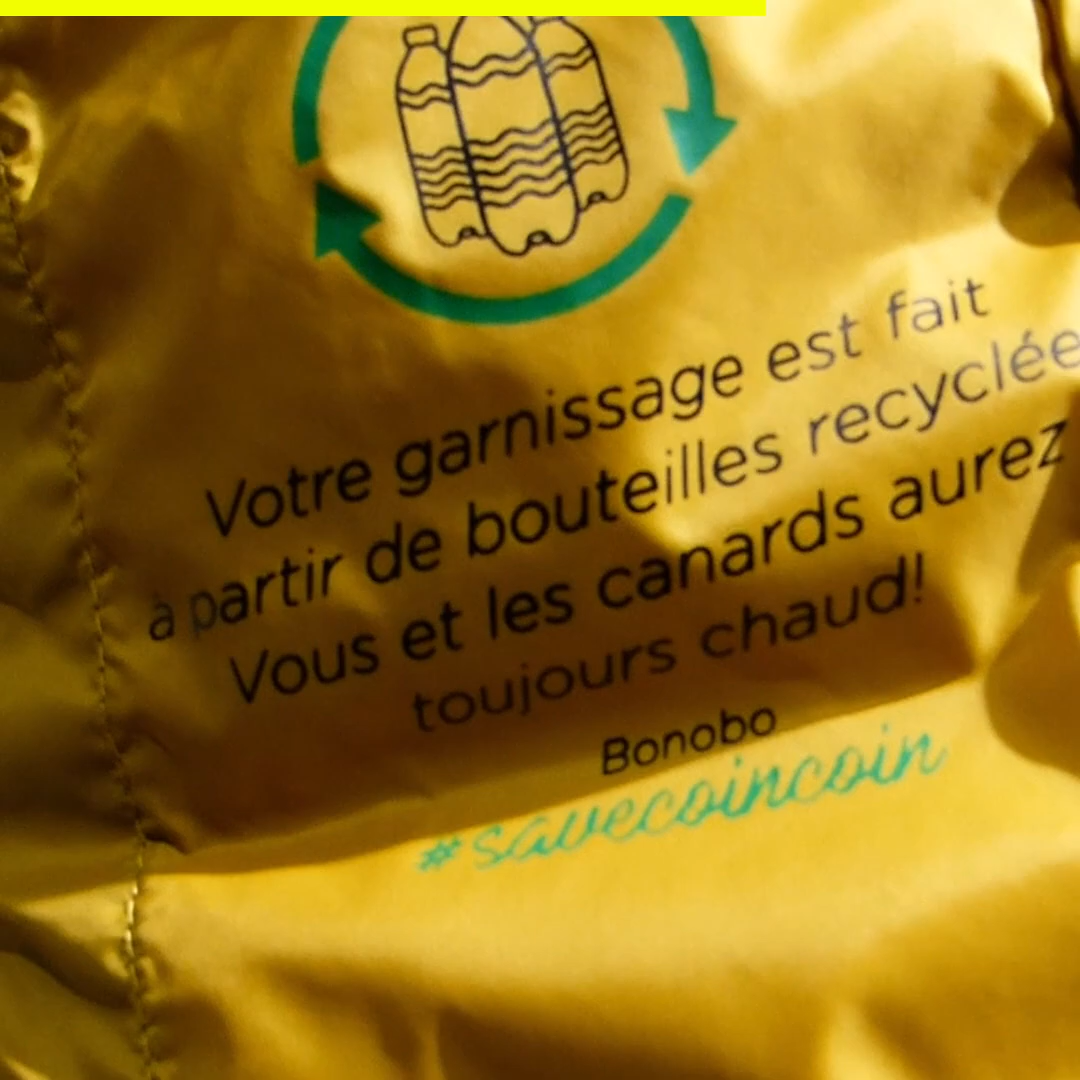 Votre garnissage est fait
à partir de bouteilles recyclée
Vous et les canards aurez
toujours chaud!
Bonobo
#savecoincoin